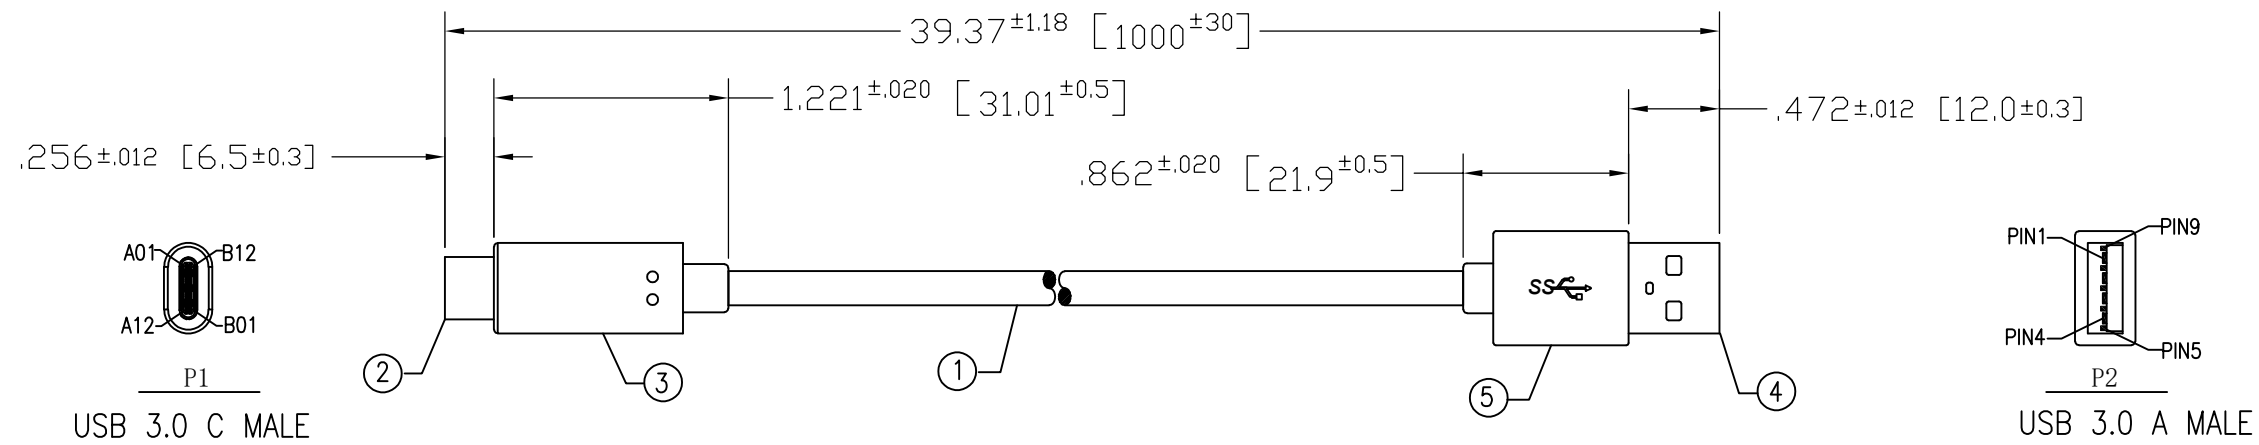 39.37±1.18 [1000±30]
1.221±.020 [31.01±0.5]
.472±.012 [12.0±0.3]
.256±.012 [6.5±0.3]
.862±.020 [21.9±0.5]
A01 B12
A12 B01
P1
USB 3.0 C MALE
2
3
1
SS
5
4
PIN1 PIN9
PIN4 PIN5
P2
USB 3.0 A MALE